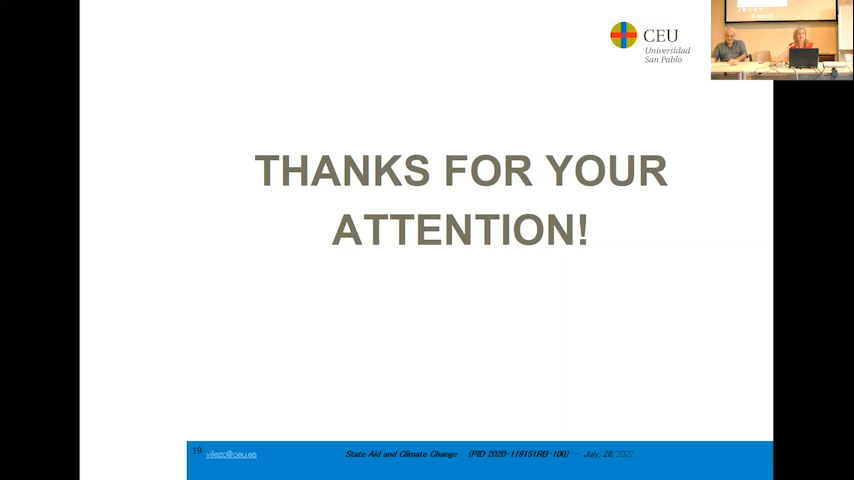 CEU
Universidad
San Pablo
THANKS FOR YOUR
ATTENTION!
19 vilezc@ceu.es State Aid and Climate Change (PID 2020-119151RB-100) - July, 28, 2022